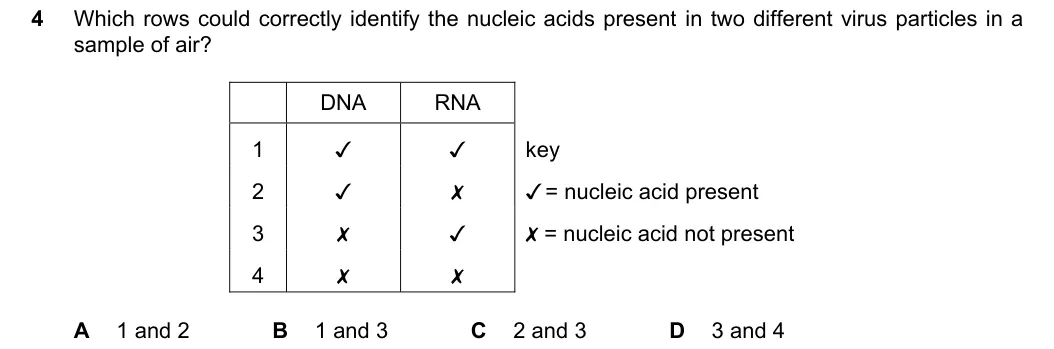 4 Which rows could correctly identify the nucleic acids present in two different virus particles in a
sample of air?
DNA RNA
1 ✓ ✓ key
2 ✓ ✗ ✓ = nucleic acid present
3 ✗ ✓ ✗ = nucleic acid not present
4 ✗ ✗
A 1 and 2 B 1 and 3 C 2 and 3 D 3 and 4